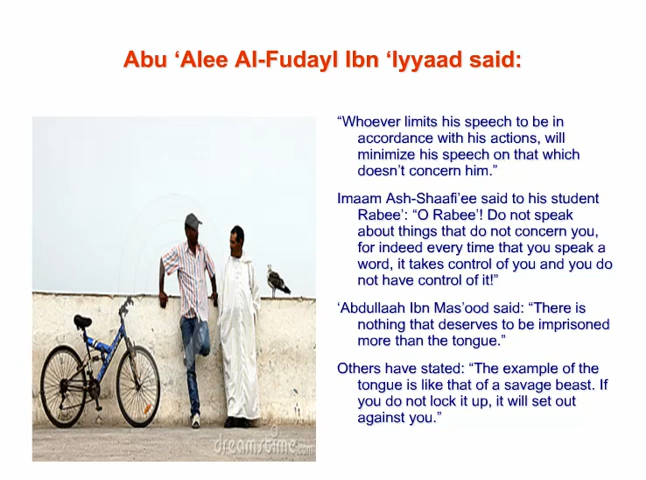 Abu ‘Alee Al-Fudayl Ibn ‘Iyyaad said:
“Whoever limits his speech to be in
accordance with his actions, will
minimize his speech on that which
doesn’t concern him.”
Imaam Ash-Shaafi’ee said to his student
Rabee’: “O Rabee’! Do not speak
about things that do not concern you,
for indeed every time that you speak a
word, it takes control of you and you do
not have control of it!”
‘Abdullaah Ibn Mas’ood said: “There is
nothing that deserves to be imprisoned
more than the tongue.”
Others have stated: “The example of the
tongue is like that of a savage beast. If
you do not lock it up, it will set out
against you.”
dreamstime.com